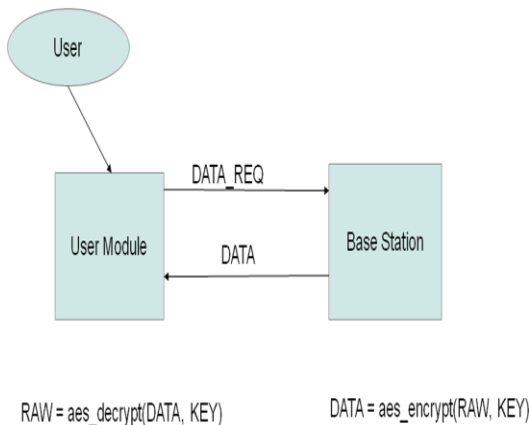 User
DATA_REQ
User Module
Base Station
DATA
RAW = aes_decrypt(DATA, KEY)
DATA = aes_encrypt(RAW, KEY)